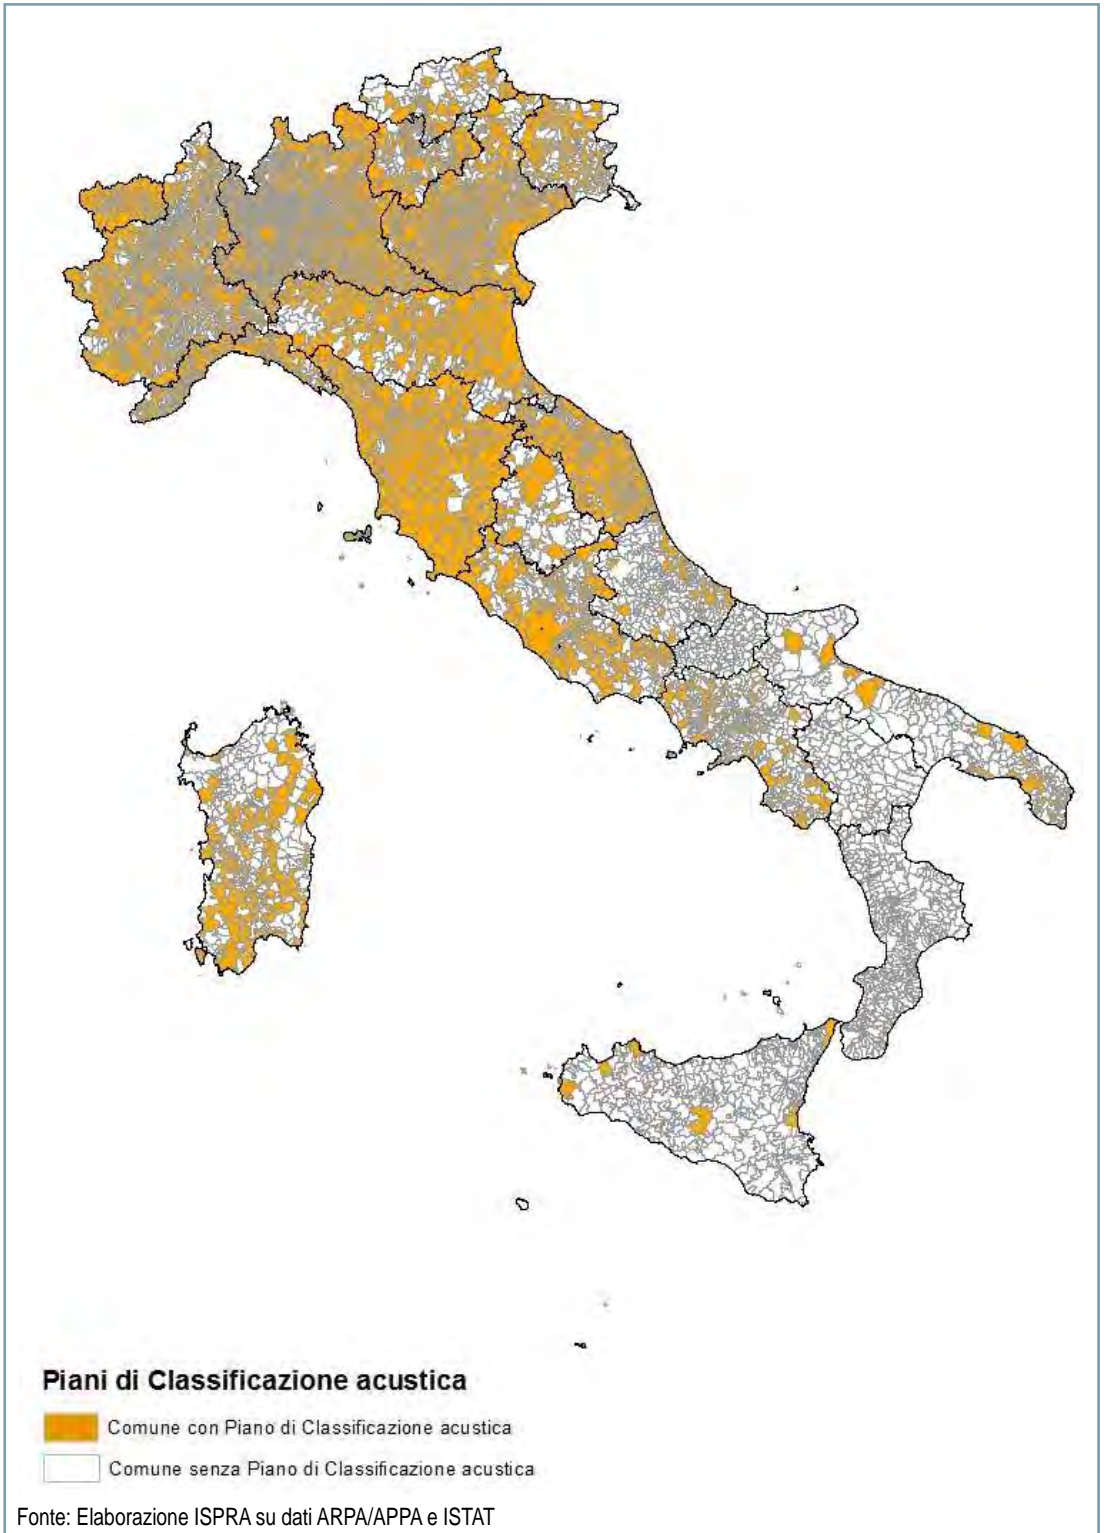 Piani di Classificazione acustica
Comune con Piano di Classificazione acustica
Comune senza Piano di Classificazione acustica
Fonte: Elaborazione ISPRA su dati ARPA/APPA e ISTAT